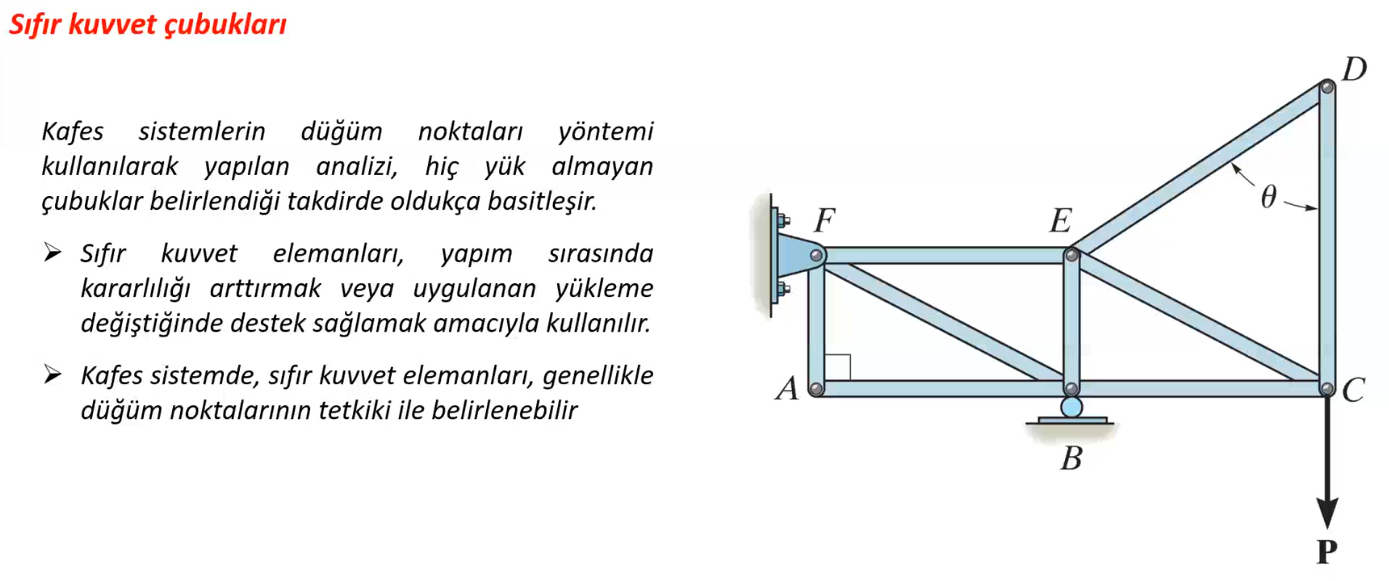 Sıfır kuvvet çubukları
Kafes sistemlerin düğüm noktaları yöntemi
kullanılarak yapılan analizi, hiç yük almayan
çubuklar belirlendiği takdirde oldukça basitleşir.
➢ Sıfır kuvvet elemanları, yapım sırasında
kararlılığı arttırmak veya uygulanan yükleme
değiştiğinde destek sağlamak amacıyla kullanılır.
➢ Kafes sistemde, sıfır kuvvet elemanları, genellikle
düğüm noktalarının tetkiki ile belirlenebilir
D
θ
F
E
A
C
B
P